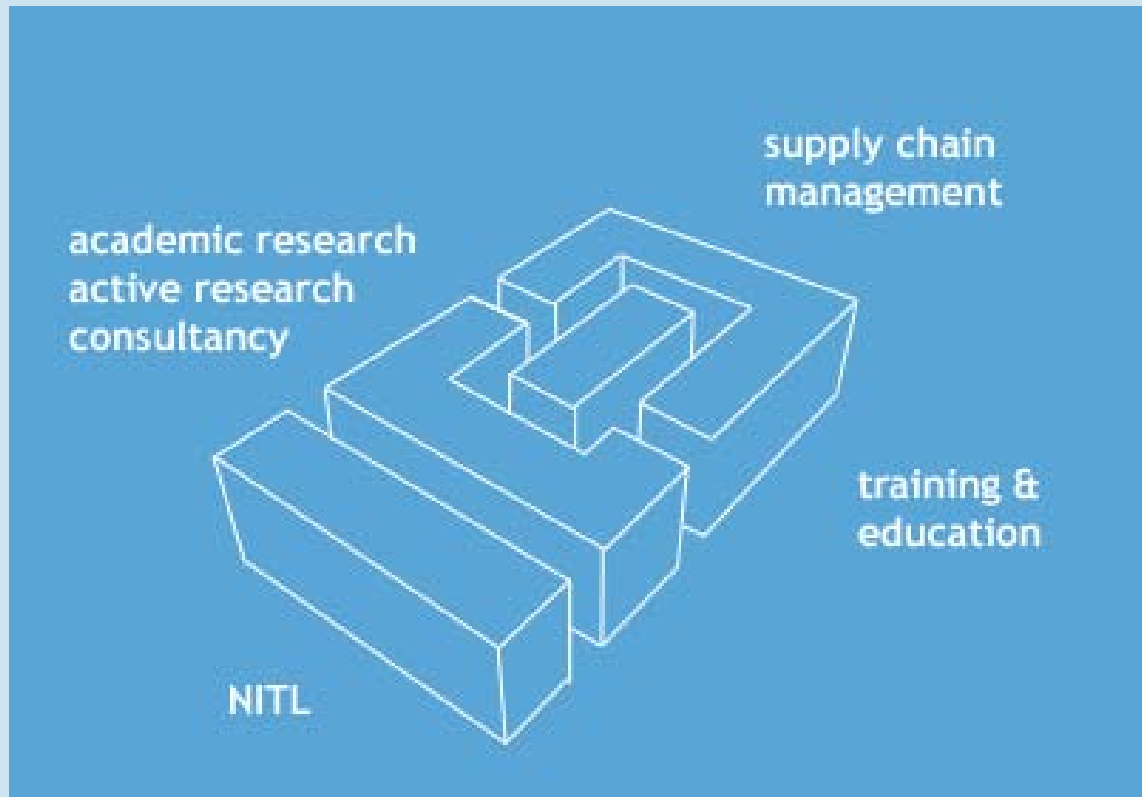 supply chain
management
academic research
active research
consultancy
training &
education
NITL